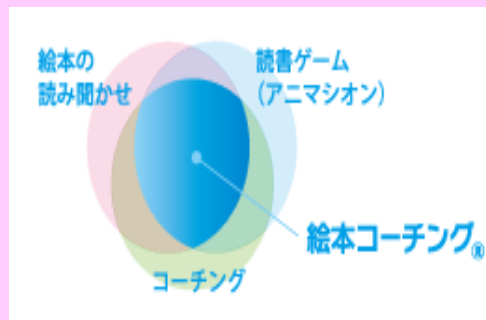 絵本の
読み聞かせ
読書ゲーム
（アニマシオン）
絵本コーチング®
コーチング